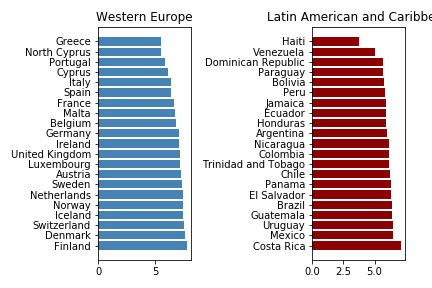 Western Europe
Greece
North Cyprus
Portugal
Cyprus
Italy
Spain
France
Malta
Belgium
Germany
Ireland
United Kingdom
Luxembourg
Austria
Sweden
Netherlands
Norway
Iceland
Switzerland
Denmark
Finland
0 5
Latin American and Caribbe
Haiti
Venezuela
Dominican Republic
Paraguay
Bolivia
Peru
Jamaica
Ecuador
Honduras
Argentina
Nicaragua
Colombia
Trinidad and Tobago
Chile
Panama
El Salvador
Brazil
Guatemala
Uruguay
Mexico
Costa Rica
0.0 2.5 5.0